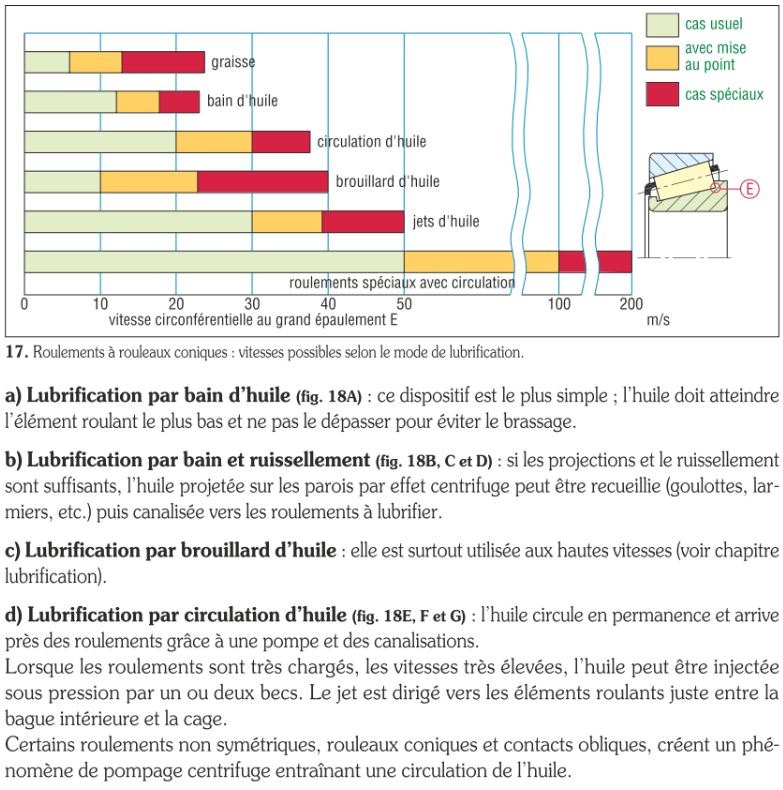 cas usuel
avec mise
au point
cas spéciaux
graisse
bain d'huile
circulation d'huile
brouillard d'huile
E
jets d'huile
roulements spéciaux avec circulation
0 10 20 30 40 50 100 200
vitesse circonférentielle au grand épaulement E m/s
17. Roulements à rouleaux coniques : vitesses possibles selon le mode de lubrification.
a) Lubrification par bain d'huile (fig. 18A) : ce dispositif est le plus simple ; l'huile doit atteindre
l'élément roulant le plus bas et ne pas le dépasser pour éviter le brassage.
b) Lubrification par bain et ruissellement (fig. 18B, C et D) : si les projections et le ruissellement
sont suffisants, l'huile projetée sur les parois par effet centrifuge peut être recueillie (goulottes, lar-
miers, etc.) puis canalisée vers les roulements à lubrifier.
c) Lubrification par brouillard d'huile : elle est surtout utilisée aux hautes vitesses (voir chapitre
lubrification).
d) Lubrification par circulation d'huile (fig. 18E, F et G) : l'huile circule en permanence et arrive
près des roulements grâce à une pompe et des canalisations.
Lorsque les roulements sont très chargés, les vitesses très élevées, l'huile peut être injectée
sous pression par un ou deux becs. Le jet est dirigé vers les éléments roulants juste entre la
bague intérieure et la cage.
Certains roulements non symétriques, rouleaux coniques et contacts obliques, créent un phé-
nomène de pompage centrifuge entraînant une circulation de l'huile.